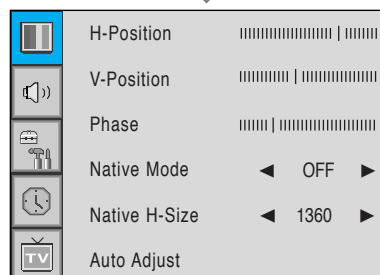 H-Position
V-Position
Phase
Native Mode ◄ OFF ►
Native H-Size ◄ 1360 ►
Auto Adjust
TV